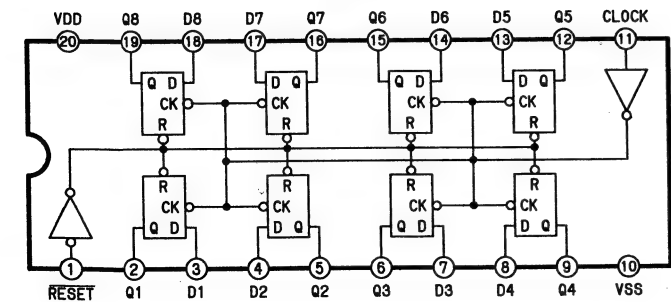 VDD Q8 D8 D7 Q7 Q6 D6 D5 Q5 CLOCK
20 19 18 17 16 15 14 13 12 11
Q D D Q Q D D Q
CK CK CK CK
R R R R
R R R R
CK CK CK CK
Q D D Q Q D D Q
1 2 3 4 5 6 7 8 9 10
RESET Q1 D1 D2 Q2 Q3 D3 D4 Q4 VSS